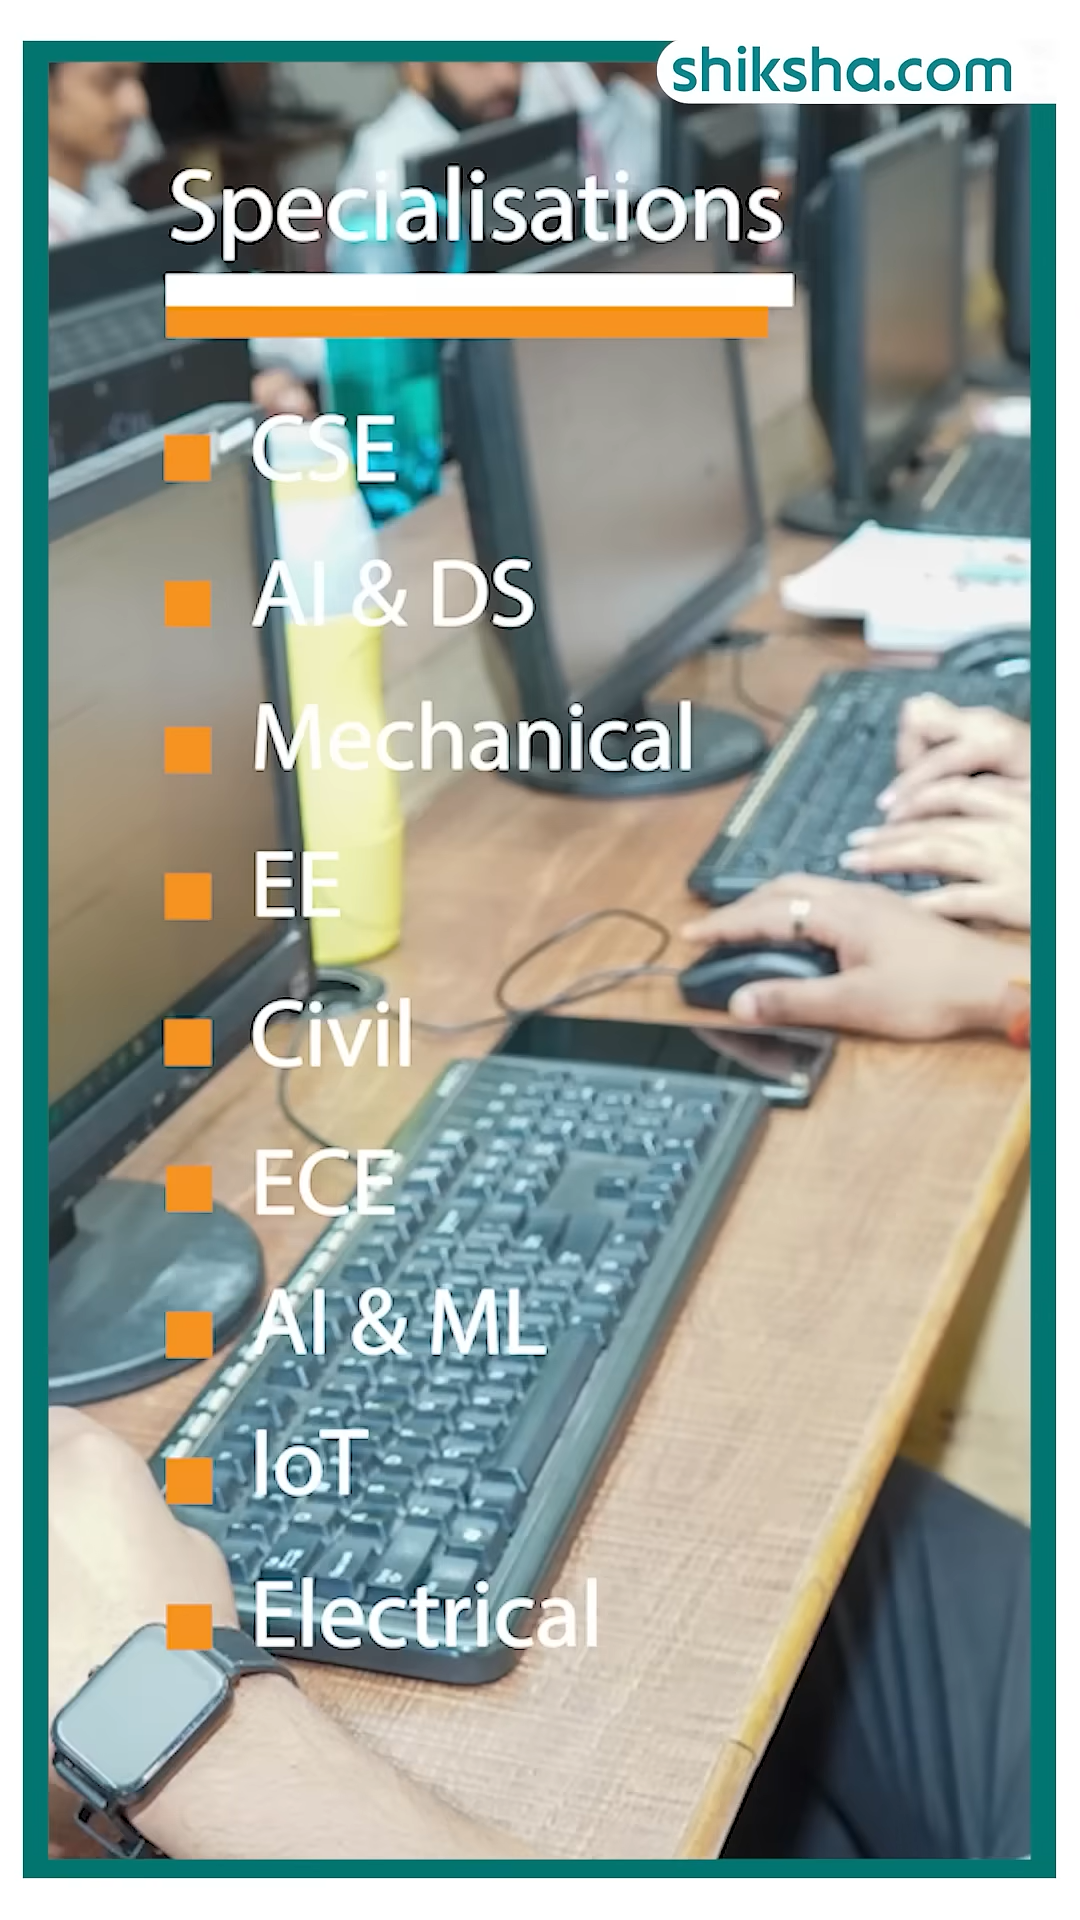 shiksha.com
Specialisations
CSE
AI & DS
Mechanical
EE
Civil
ECE
AI & ML
IoT
Electrical